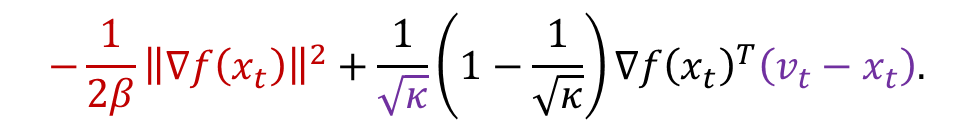 − 1/(2β) ‖∇f(x_t)‖² + 1/√κ (1 − 1/√κ) ∇f(x_t)^T (v_t − x_t).